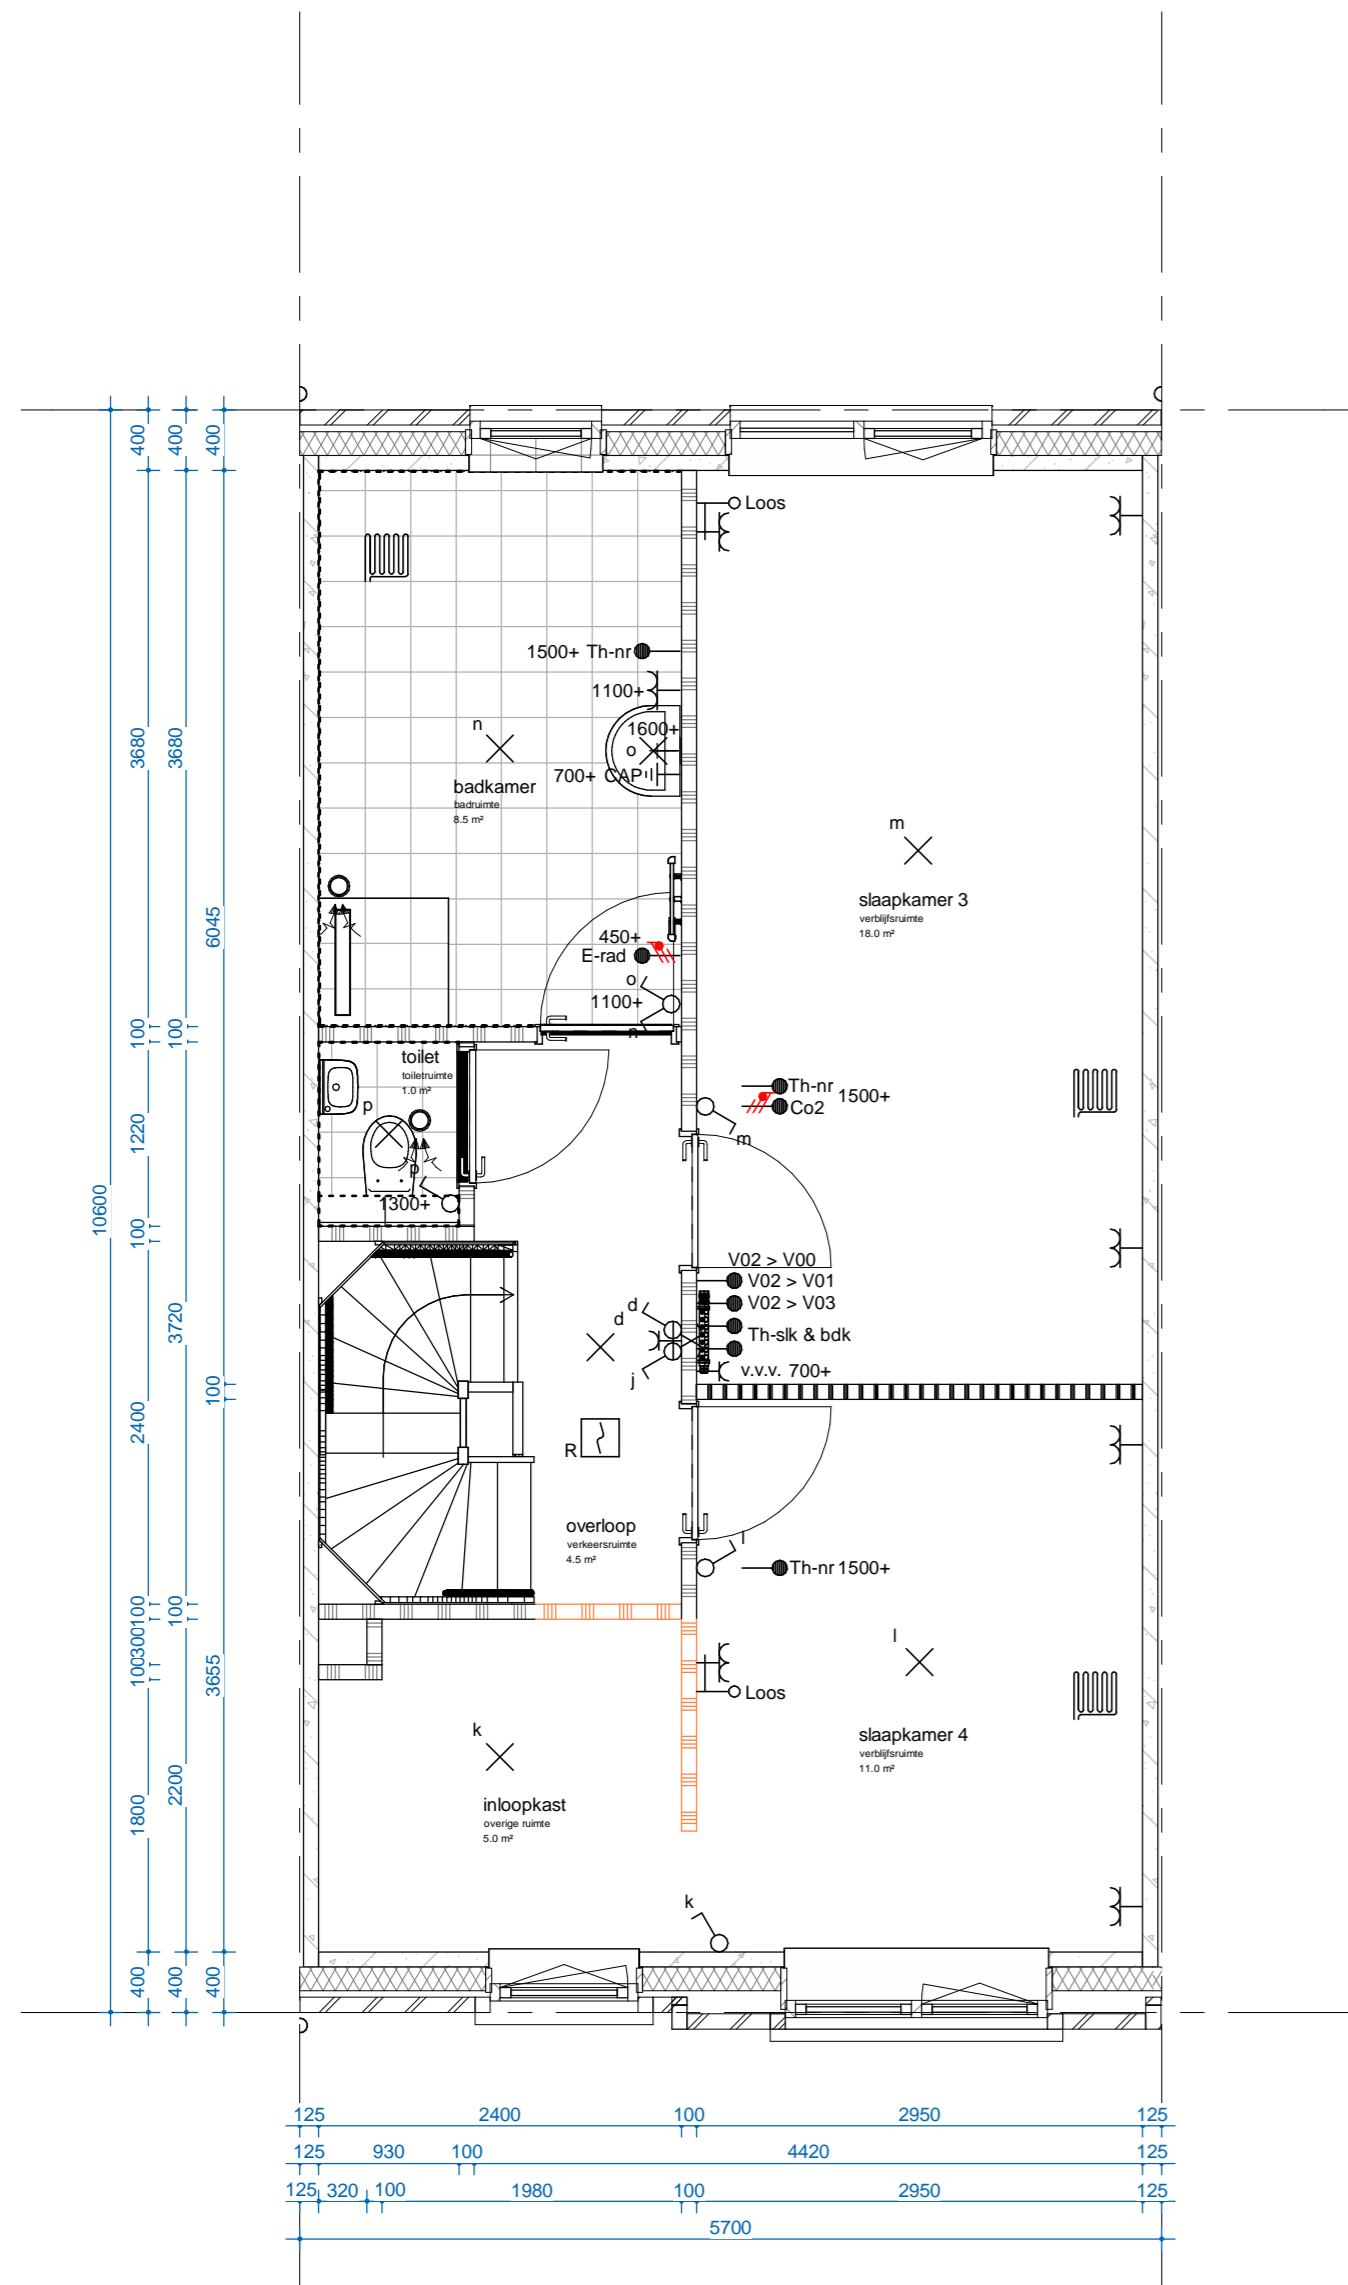 Loos
1500+ Th-nr
1100+
n
1600+
o
700+ CAP
badkamer
badruimte
8.5 m²
m
slaapkamer 3
verblijfsruimte
18.0 m²
450+
E-rad
o
1100+
n
toilet
toiletruimte
1.0 m²
p
p
1300+
Th-nr
1500+
Co2
m
V02 > V00
V02 > V01
V02 > V03
Th-slk & bdk
v.v.v. 700+
d
d
j
R
overloop
verkeersruimte
4.5 m²
l
Th-nr 1500+
l
Loos
slaapkamer 4
verblijfsruimte
11.0 m²
k
inloopkast
overige ruimte
5.0 m²
k
10600
400
3680
100
1220
100
2400
100
300
100
1800
400
400
3680
100
3720
100
2200
400
400
6045
100
3655
400
125 2400 100 2950 125
125 930 100 4420 125
125 320 100 1980 100 2950 125
5700